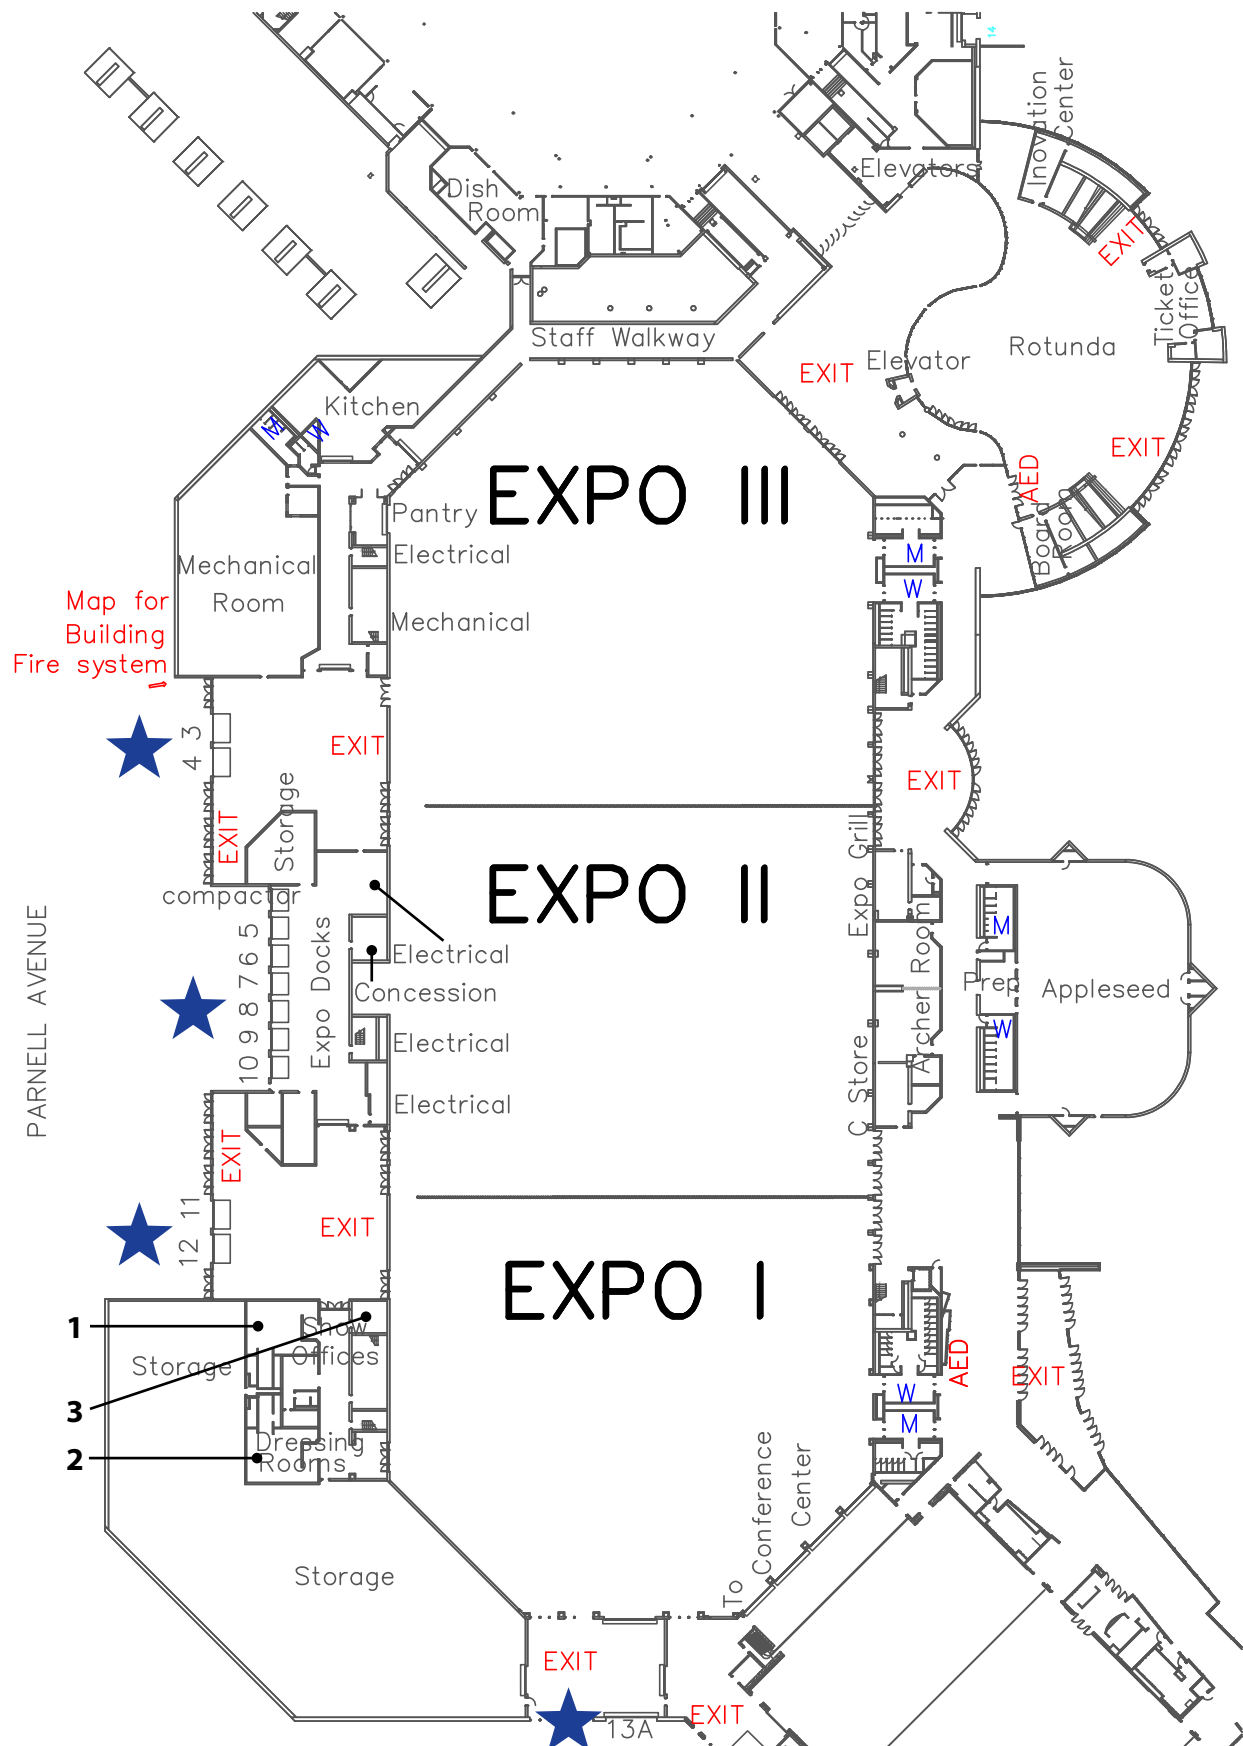 14
Inovation
Center
Elevators
Dish
Room
EXIT
Ticket
Office
Staff Walkway
Rotunda
Elevator
EXIT
Kitchen
M
W
EXIT
AED
EXPO III
Pantry
Board
Room
Electrical
M
Mechanical
Room
W
Map for
Building
Fire system
Mechanical
3
4
EXIT
EXIT
Storage
EXIT
Expo Grill
compactor
EXPO II
PARNELL AVENUE
5
6
7
8
9
10
Expo Docks
Electrical
Concession
Electrical
Electrical
Archer Room
M
Prep
Appleseed
W
C Store
EXIT
11
12
EXIT
EXPO I
1
Show
Offices
Storage
3
AED
EXIT
W
M
Dressing
Rooms
2
To
Conference
Center
Storage
EXIT
EXIT
13A